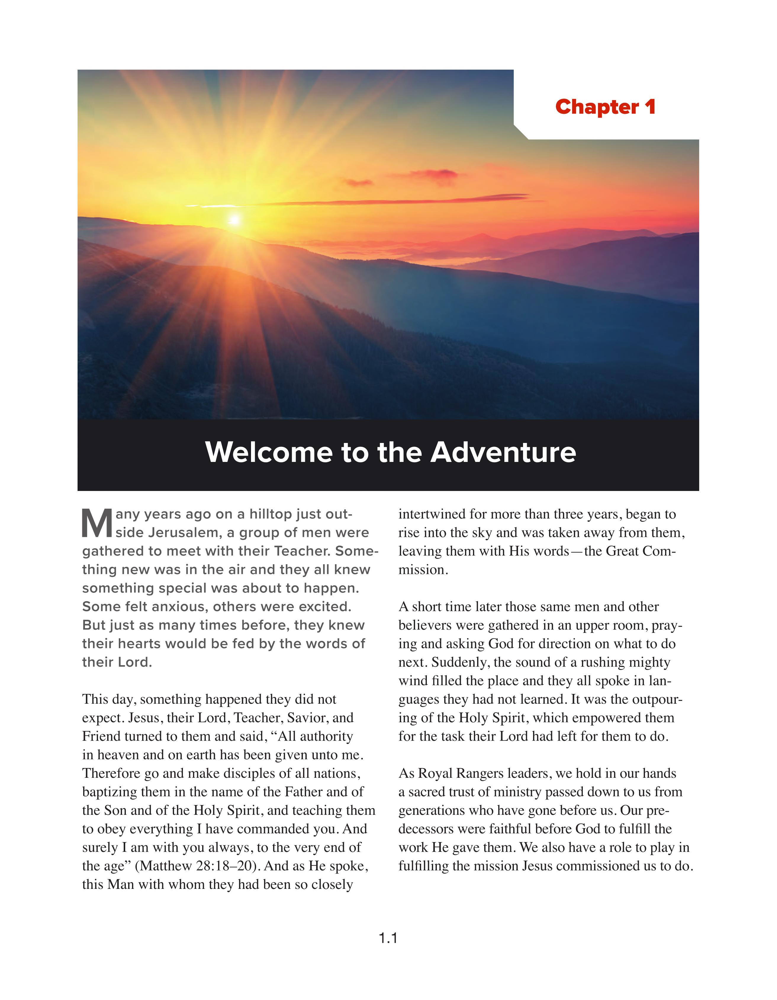 Chapter 1
Welcome to the Adventure
Many years ago on a hilltop just out-
side Jerusalem, a group of men were
gathered to meet with their Teacher. Some-
thing new was in the air and they all knew
something special was about to happen.
Some felt anxious, others were excited.
But just as many times before, they knew
their hearts would be fed by the words of
their Lord.
This day, something happened they did not
expect. Jesus, their Lord, Teacher, Savior, and
Friend turned to them and said, “All authority
in heaven and on earth has been given unto me.
Therefore go and make disciples of all nations,
baptizing them in the name of the Father and of
the Son and of the Holy Spirit, and teaching them
to obey everything I have commanded you. And
surely I am with you always, to the very end of
the age” (Matthew 28:18–20). And as He spoke,
this Man with whom they had been so closely
intertwined for more than three years, began to
rise into the sky and was taken away from them,
leaving them with His words—the Great Com-
mission.
A short time later those same men and other
believers were gathered in an upper room, pray-
ing and asking God for direction on what to do
next. Suddenly, the sound of a rushing mighty
wind filled the place and they all spoke in lan-
guages they had not learned. It was the outpour-
ing of the Holy Spirit, which empowered them
for the task their Lord had left for them to do.
As Royal Rangers leaders, we hold in our hands
a sacred trust of ministry passed down to us from
generations who have gone before us. Our pre-
decessors were faithful before God to fulfill the
work He gave them. We also have a role to play in
fulfilling the mission Jesus commissioned us to do.
1.1